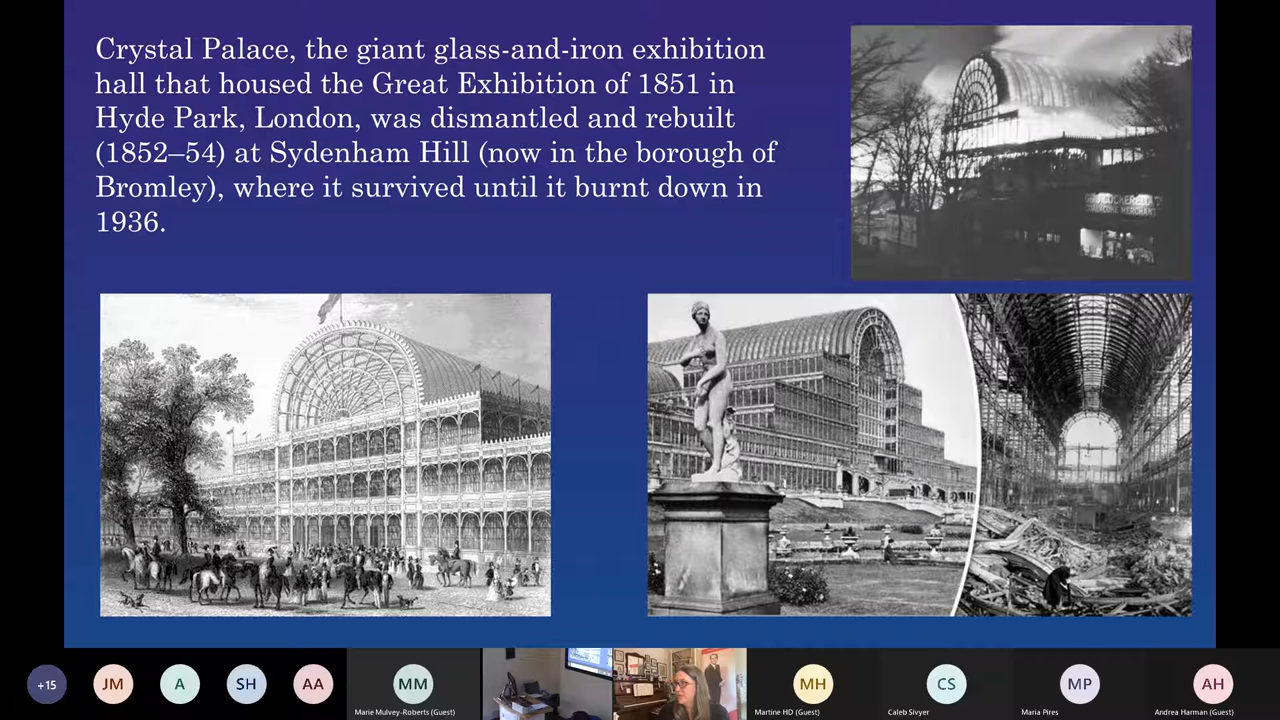 Crystal Palace, the giant glass-and-iron exhibition
hall that housed the Great Exhibition of 1851 in
Hyde Park, London, was dismantled and rebuilt
(1852–54) at Sydenham Hill (now in the borough of
Bromley), where it survived until it burnt down in
1936.
MERCHANT
+15
JM
A
SH
AA
MM
MH
CS
MP
AH
Marie Mulvey-Roberts (Guest)
Martine HD (Guest)
Caleb Sivyer
Maria Pires
Andrea Harman (Guest)